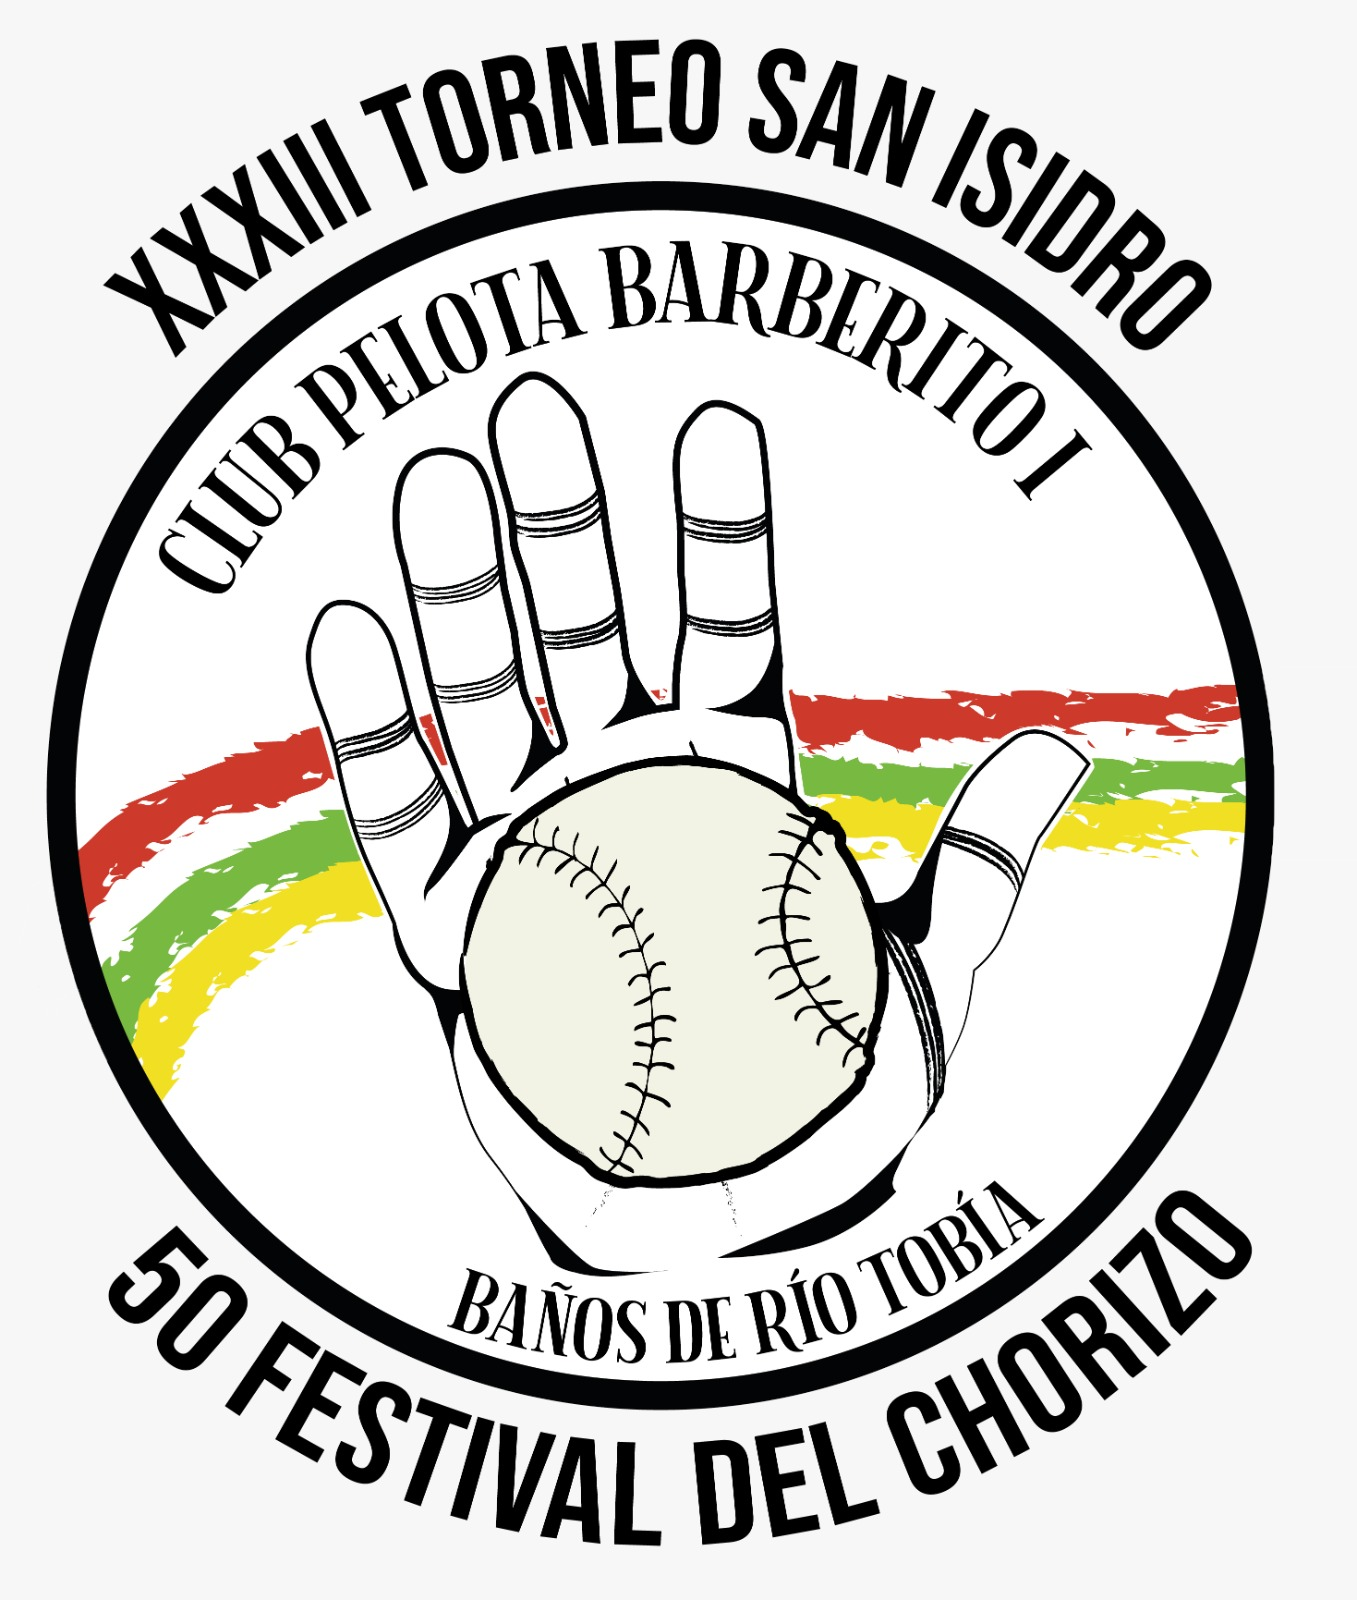 XXXIII TORNEO SAN ISIDRO
CLUB PELOTA BARBERITO I
BAÑOS DE RÍO TOBÍA
50 FESTIVAL DEL CHORIZO